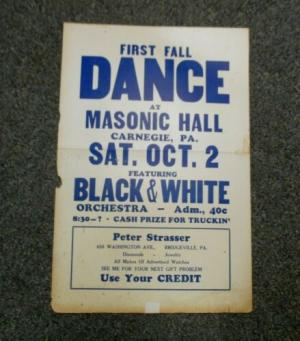 FIRST FALL
DANCE
AT
MASONIC HALL
CARNEGIE, PA.
SAT. OCT. 2
FEATURING
BLACK & WHITE
ORCHESTRA – Adm., 40c
8:30–? · CASH PRIZE FOR TRUCKIN'
Peter Strasser
WASHINGTON AVE., BRIDGEVILLE, PA.
Diamonds – Jewelry
All Makes Of Advertised Watches
SEE ME FOR YOUR NEXT GIFT PROBLEM
Use Your CREDIT